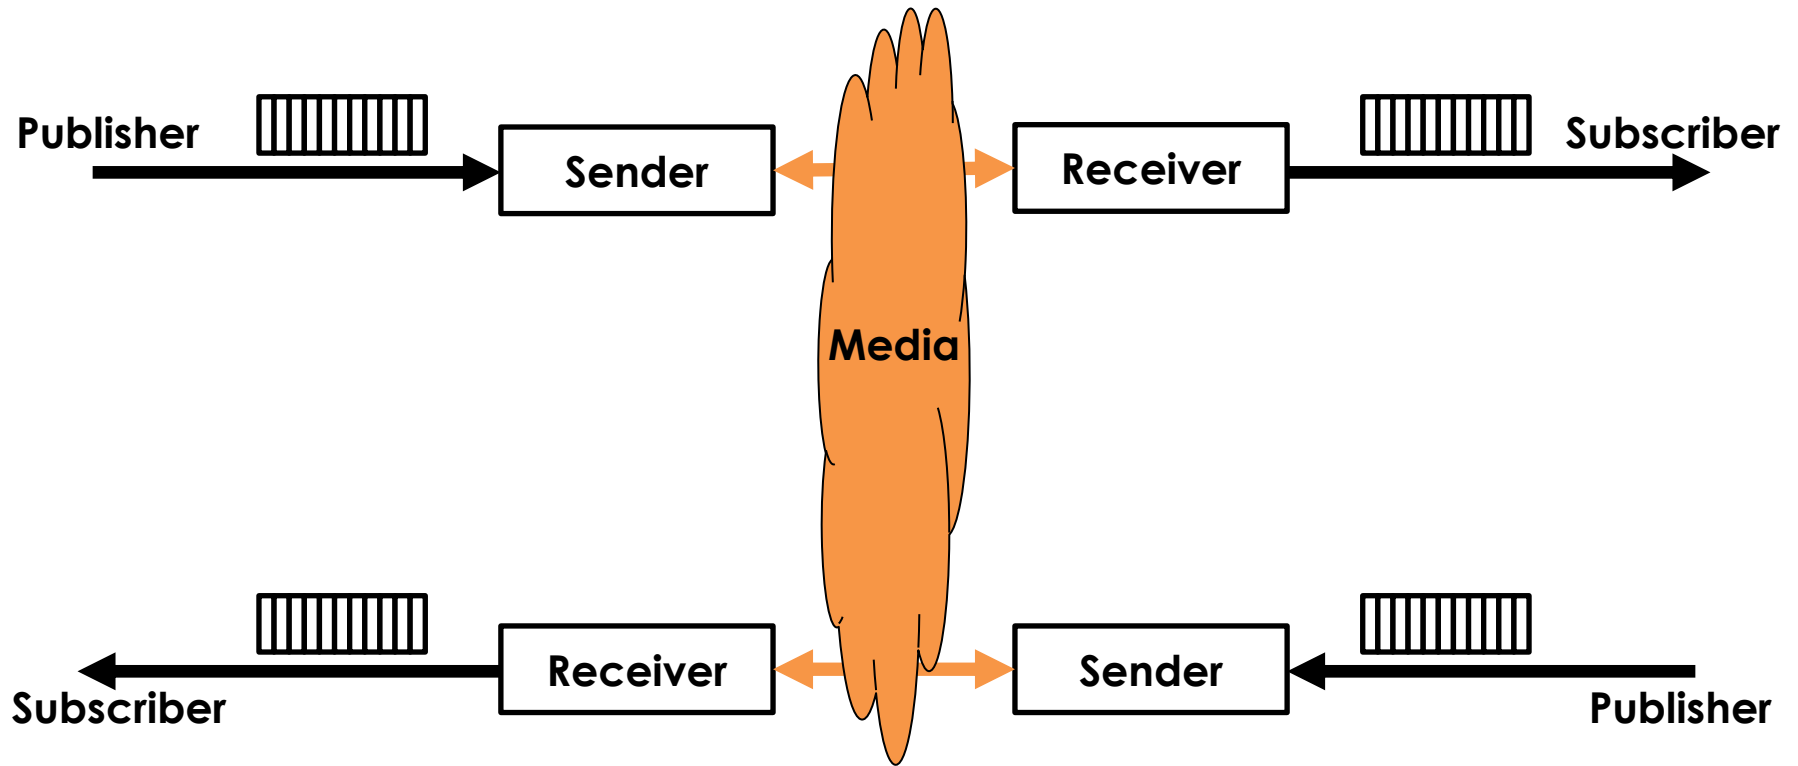 Publisher
Sender
Receiver
Subscriber
Media
Subscriber
Receiver
Sender
Publisher